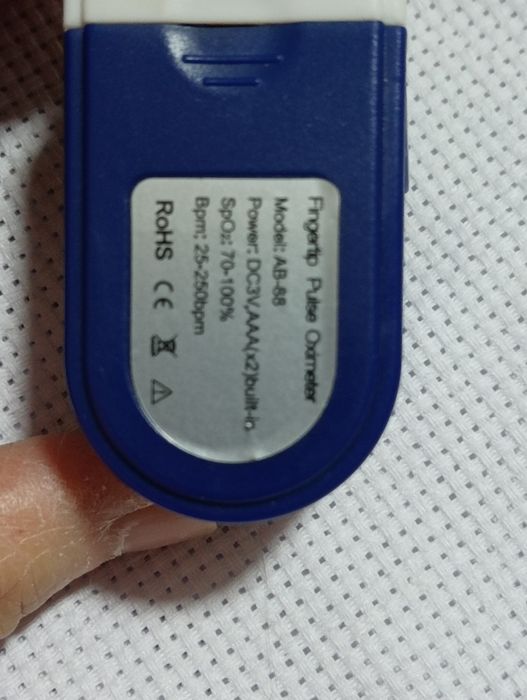 Fingertip Pulse Oximeter
Model: AB-88
Power: DC3V,AAA(x2)built-in
SpO₂: 70-100%
Bpm: 25-250bpm
RoHS CE